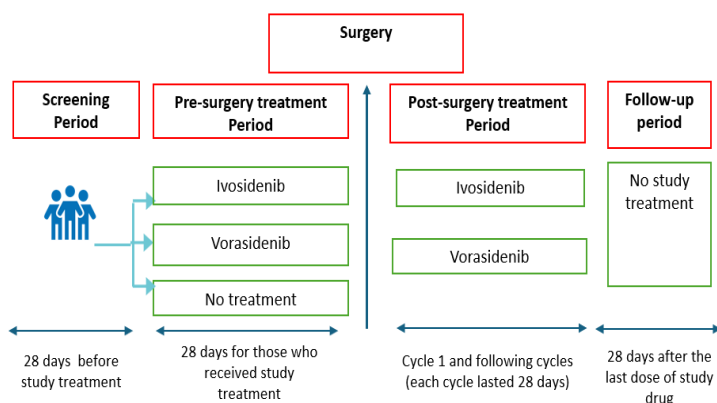 Surgery
Screening
Period
Pre-surgery treatment
Period
Post-surgery treatment
Period
Follow-up
period
Ivosidenib
Vorasidenib
No treatment
Ivosidenib
Vorasidenib
No study
treatment
28 days before
study treatment
28 days for those who
received study
treatment
Cycle 1 and following cycles
(each cycle lasted 28 days)
28 days after the
last dose of study
drug